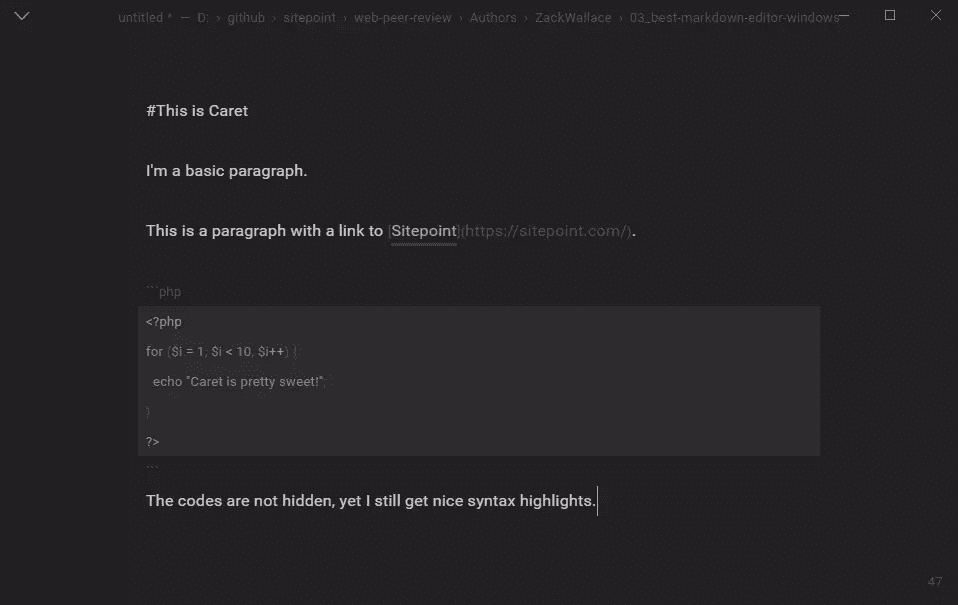 untitled * — D: › github › sitepoint › web-peer-review › Authors › ZackWallace › 03_best-markdown-editor-windows
#This is Caret
I'm a basic paragraph.
This is a paragraph with a link to [Sitepoint](https://sitepoint.com/).
```php
<?php
for ($i = 1; $i < 10; $i++) {
  echo "Caret is pretty sweet!";
}
?>
```
The codes are not hidden, yet I still get nice syntax highlights.
47